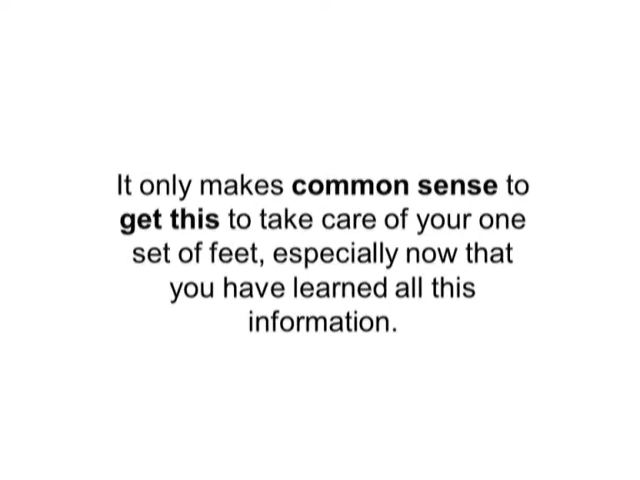 It only makes common sense to
get this to take care of your one
set of feet, especially now that
you have learned all this
information.